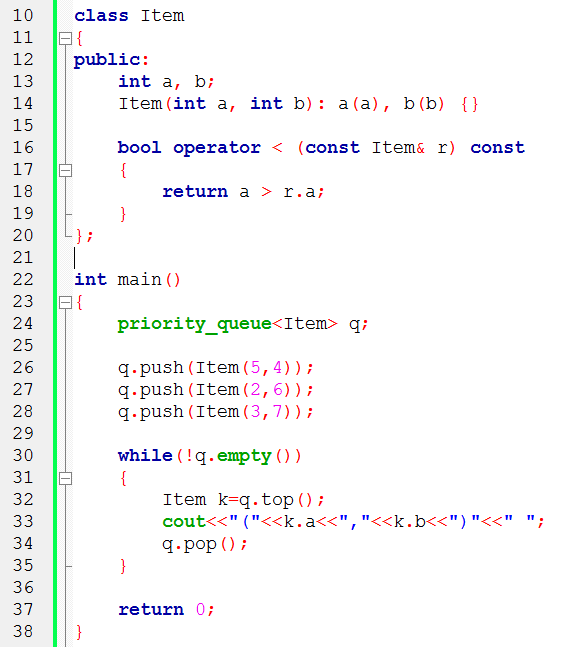 10 class Item
11 {
12 public:
13     int a, b;
14     Item(int a, int b): a(a), b(b) {}
15
16     bool operator < (const Item& r) const
17     {
18         return a > r.a;
19     }
20 };
21
22 int main()
23 {
24     priority_queue<Item> q;
25
26     q.push(Item(5,4));
27     q.push(Item(2,6));
28     q.push(Item(3,7));
29
30     while(!q.empty())
31     {
32         Item k=q.top();
33         cout<<"("<<k.a<<","<<k.b<<")"<<" ";
34         q.pop();
35     }
36
37     return 0;
38 }